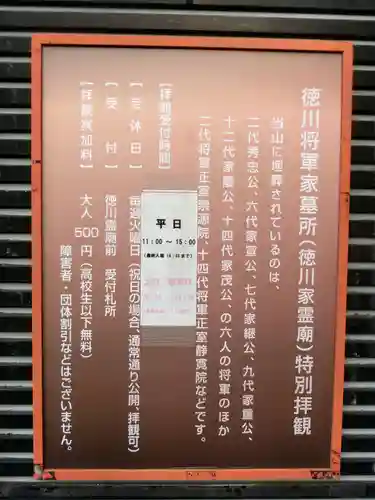 徳川将軍家墓所（徳川家霊廟）特別拝観
当山に埋葬されているのは、
二代秀忠公、六代家宣公、七代家継公、九代家重公、
十二代家慶公、十四代家茂公、の六人の将軍のほか
二代将軍正室崇源院、十四代将軍正室静寛院などです。
【拝観受付時間】
平日
11:00 ～ 15:00
【受付休日】 毎週火曜日（祝日の場合、通常通り公開、拝観可）
【受付】 徳川霊廟前 受付札所
【拝観冥加料】 大人 500 円（高校生以下無料）
障害者・団体割引などはございません。